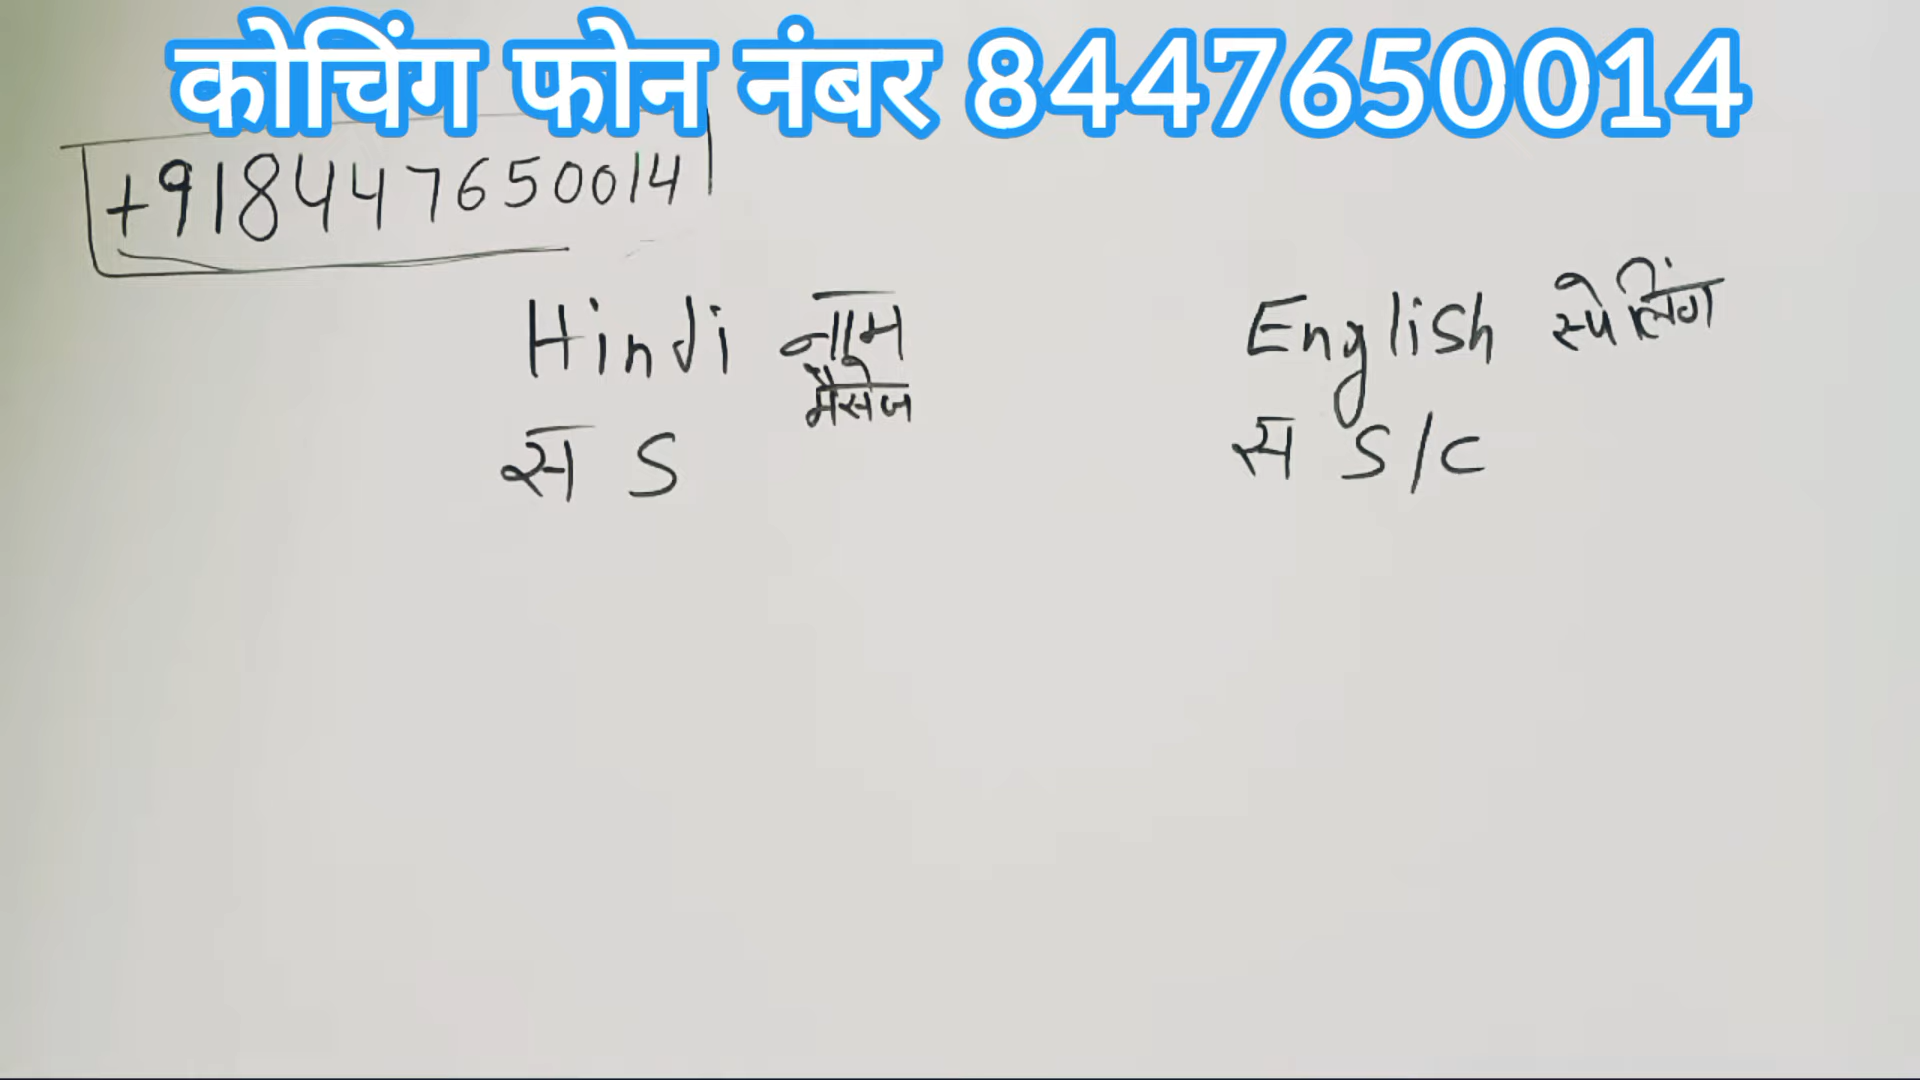 कोचिंग फोन नंबर 8447650014
+918447650014
Hindi नाम
मैसेज
English स्पेलिंग
स S
स S/C